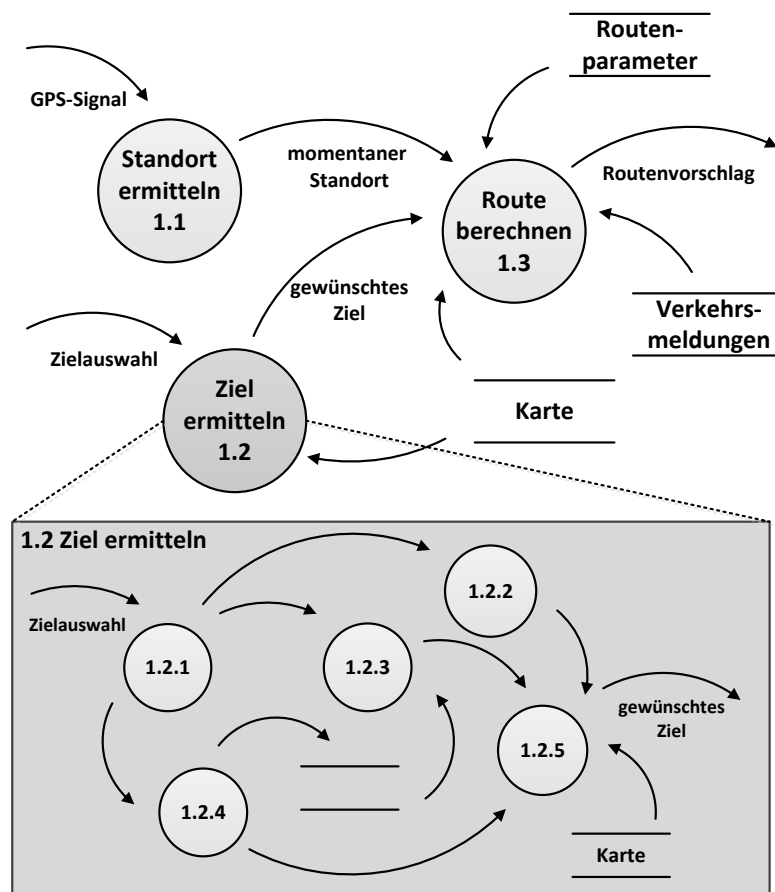 Routen-
parameter
GPS-Signal
Standort
ermitteln
1.1
momentaner
Standort
Route
berechnen
1.3
Routenvorschlag
gewünschtes
Ziel
Verkehrs-
meldungen
Zielauswahl
Ziel
ermitteln
1.2
Karte
1.2 Ziel ermitteln
Zielauswahl
1.2.1
1.2.2
1.2.3
1.2.4
1.2.5
gewünschtes
Ziel
Karte